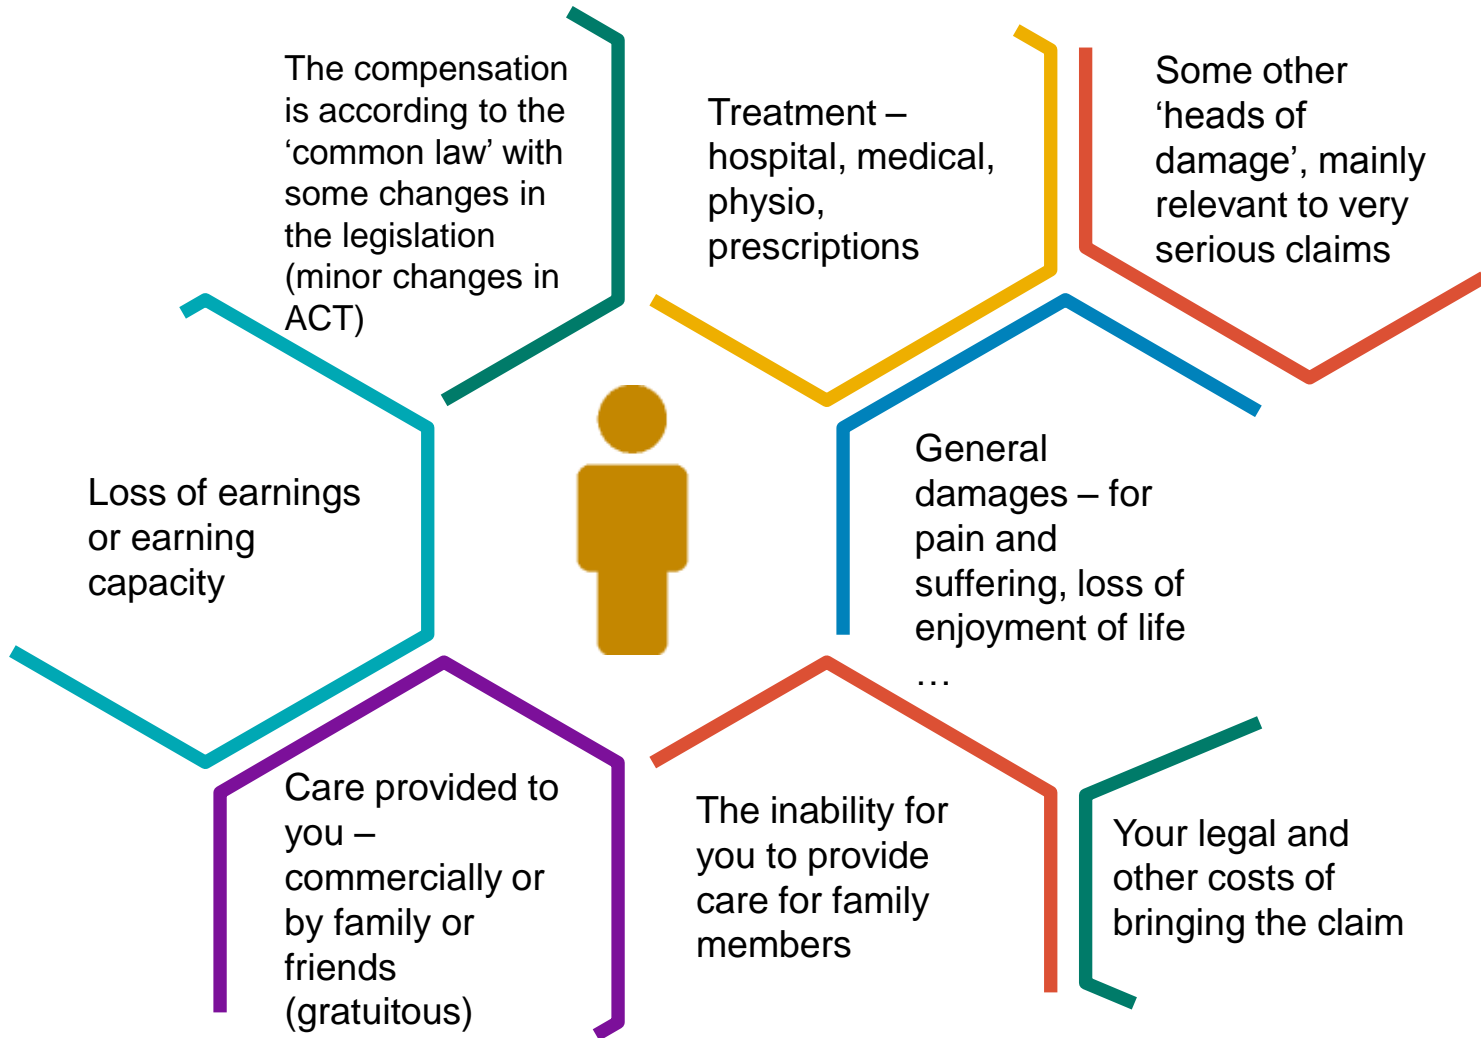 The compensation
is according to the
‘common law’ with
some changes in
the legislation
(minor changes in
ACT)
Treatment –
hospital, medical,
physio,
prescriptions
Some other
‘heads of
damage’, mainly
relevant to very
serious claims
Loss of earnings
or earning
capacity
General
damages – for
pain and
suffering, loss of
enjoyment of life
…
Care provided to
you –
commercially or
by family or
friends
(gratuitous)
The inability for
you to provide
care for family
members
Your legal and
other costs of
bringing the claim